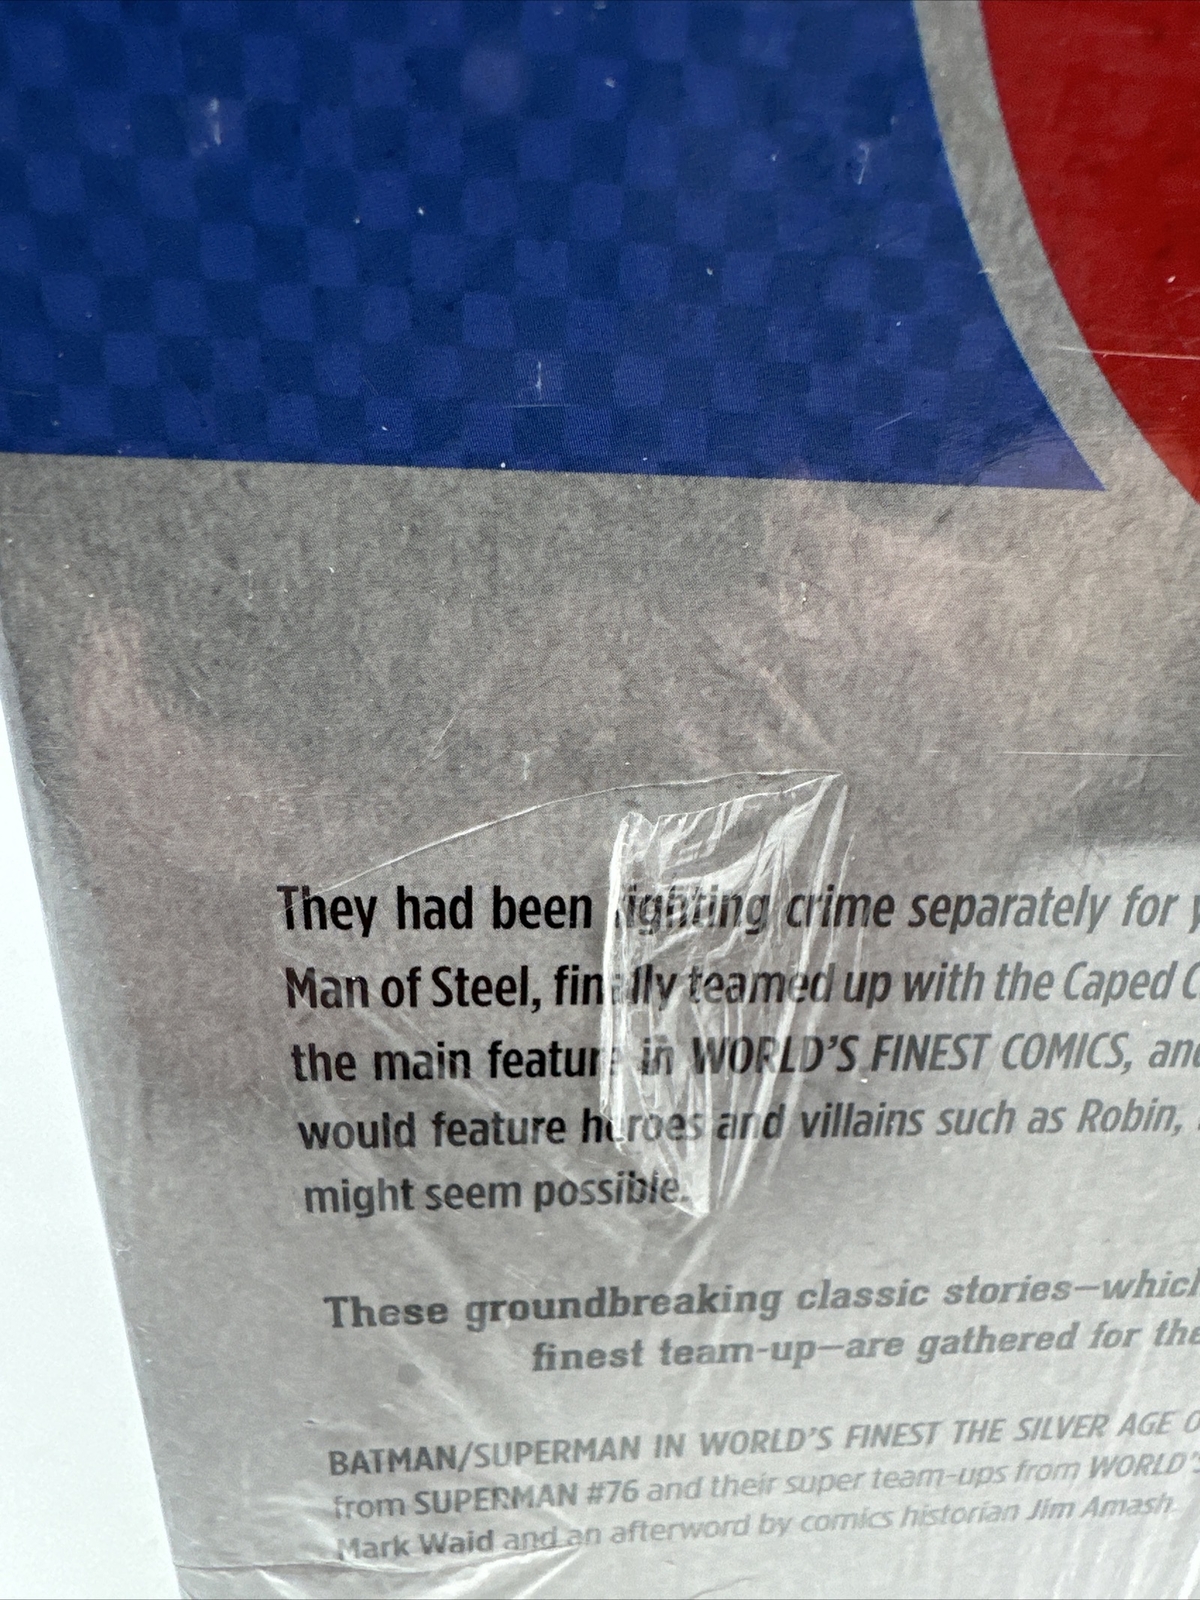 They had been fighting crime separately for
Man of Steel, finally teamed up with the Caped
the main feature in WORLD'S FINEST COMICS, and
would feature heroes and villains such as Robin,
might seem possible.
These groundbreaking classic stories—which
finest team-up—are gathered for the
BATMAN/SUPERMAN IN WORLD'S FINEST THE SILVER AGE
from SUPERMAN #76 and their super team-ups from WORLD'S
Mark Waid and an afterword by comics historian Jim Amash